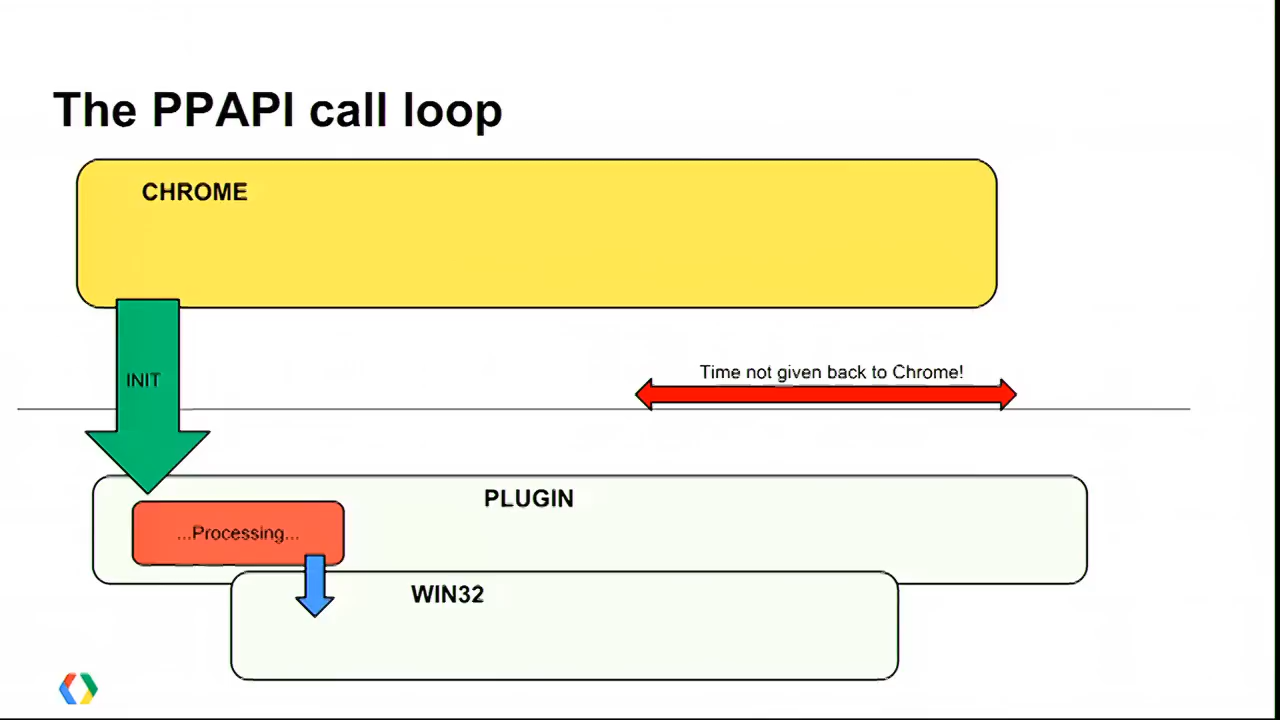 The PPAPI call loop
CHROME
INIT
Time not given back to Chrome!
PLUGIN
...Processing...
WIN32